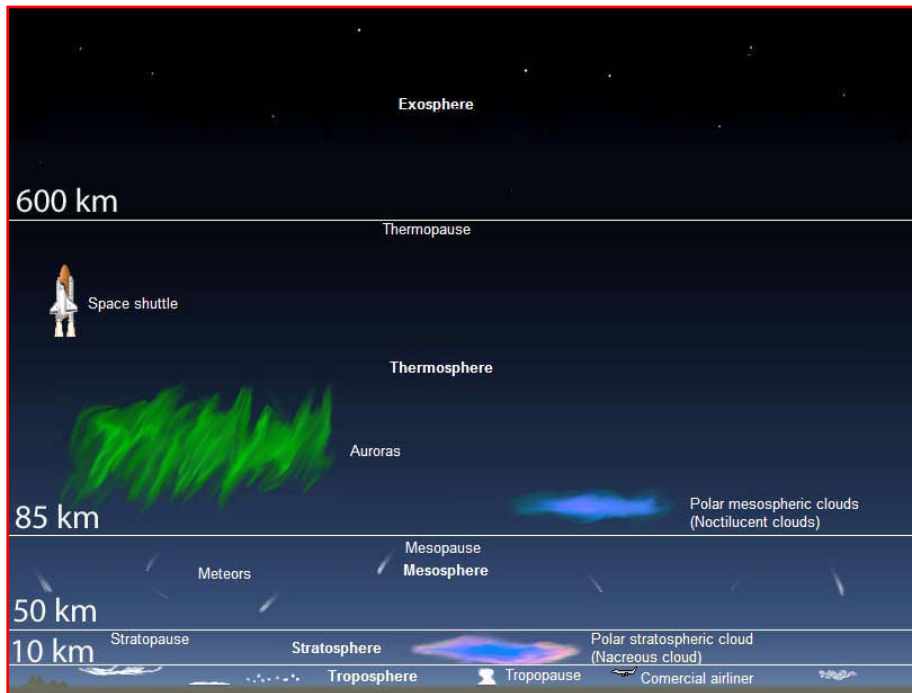 Exosphere
600 km
Thermopause
Space shuttle
Thermosphere
Auroras
85 km
Polar mesospheric clouds
(Noctilucent clouds)
Mesopause
Meteors
Mesosphere
50 km
Stratopause
10 km
Stratosphere
Polar stratospheric cloud
(Nacreous cloud)
Troposphere
Tropopause
Comercial airliner